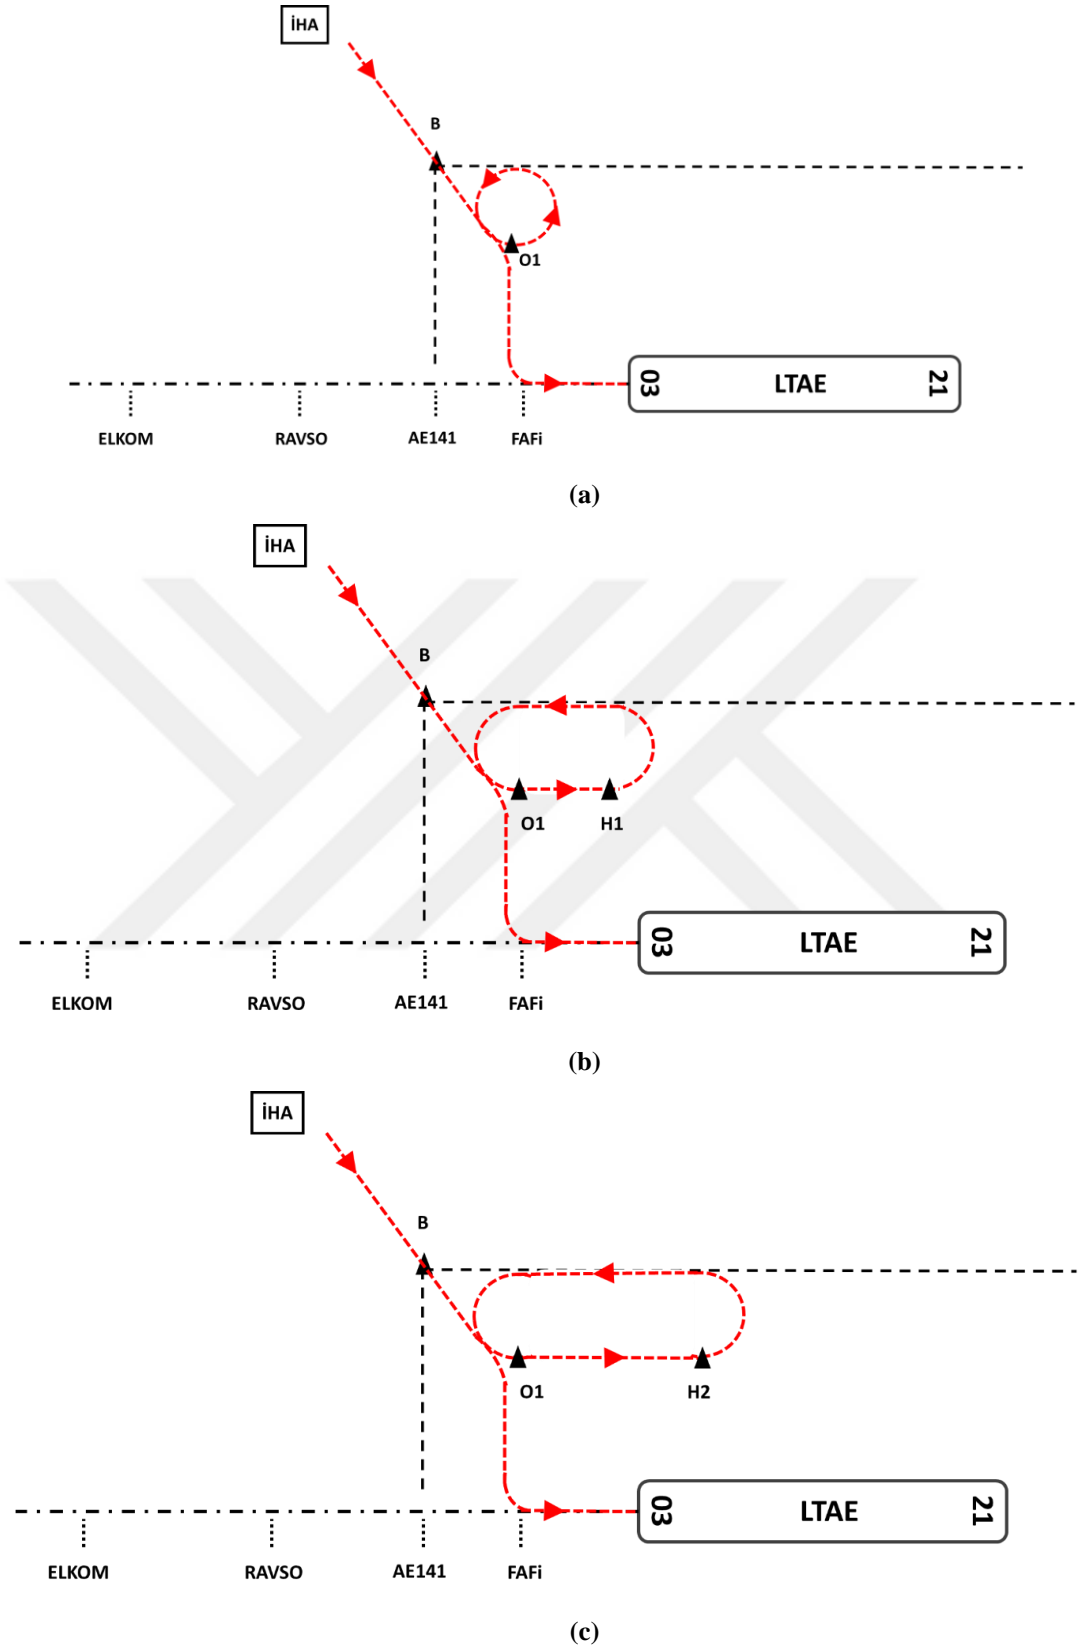 İHA
B
O1
03 LTAE 21
ELKOM RAVSO AE141 FAFi
(a)
İHA
B
O1 H1
03 LTAE 21
ELKOM RAVSO AE141 FAFi
(b)
İHA
B
O1 H2
03 LTAE 21
ELKOM RAVSO AE141 FAFi
(c)